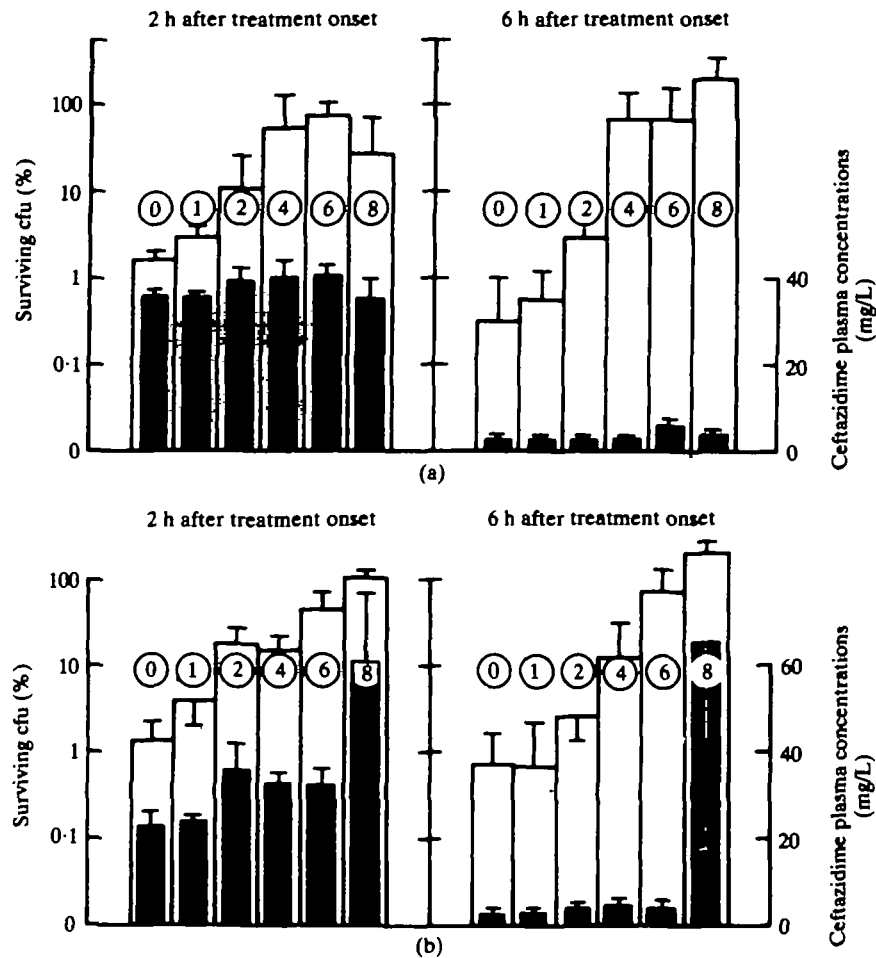 2 h after treatment onset
6 h after treatment onset
Surviving cfu (%)
100
10
1
0·1
0
0 1 2 4 6 8
0 1 2 4 6 8
40
20
0
Ceftazidime plasma concentrations
(mg/L)
(a)
2 h after treatment onset
6 h after treatment onset
Surviving cfu (%)
100
10
1
0·1
0
0 1 2 4 6 8
0 1 2 4 6 8
60
40
20
0
Ceftazidime plasma concentrations
(mg/L)
(b)